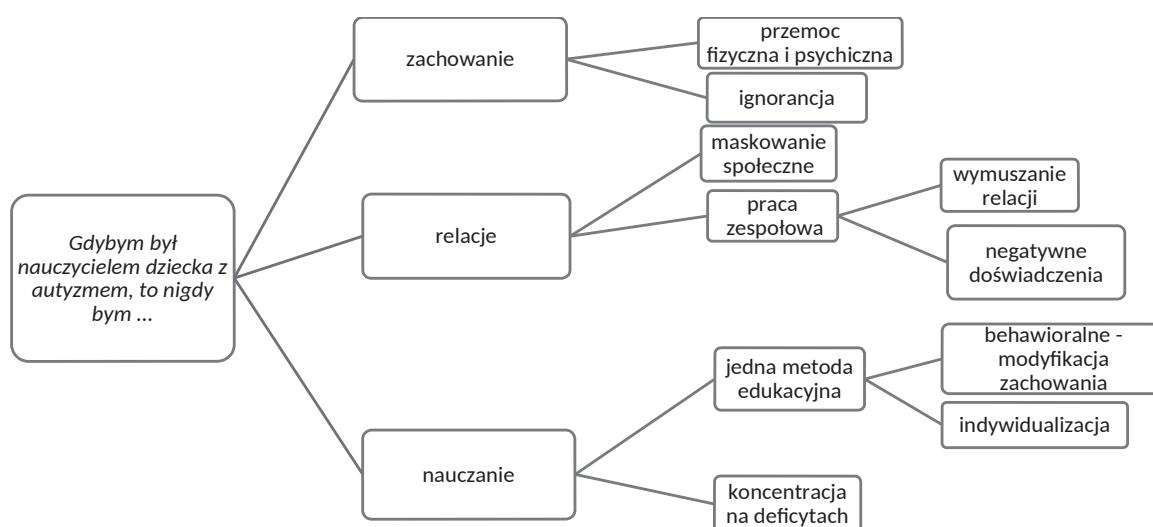 Gdybym był
nauczycielem dziecka z
autyzmem, to nigdy
bym ...
zachowanie
przemoc
fizyczna i psychiczna
ignorancja
relacje
maskowanie
społeczne
praca
zespołowa
wymuszanie
relacji
negatywne
doświadczenia
nauczanie
jedna metoda
edukacyjna
behawioralne -
modyfikacja
zachowania
indywidualizacja
koncentracja
na deficytach